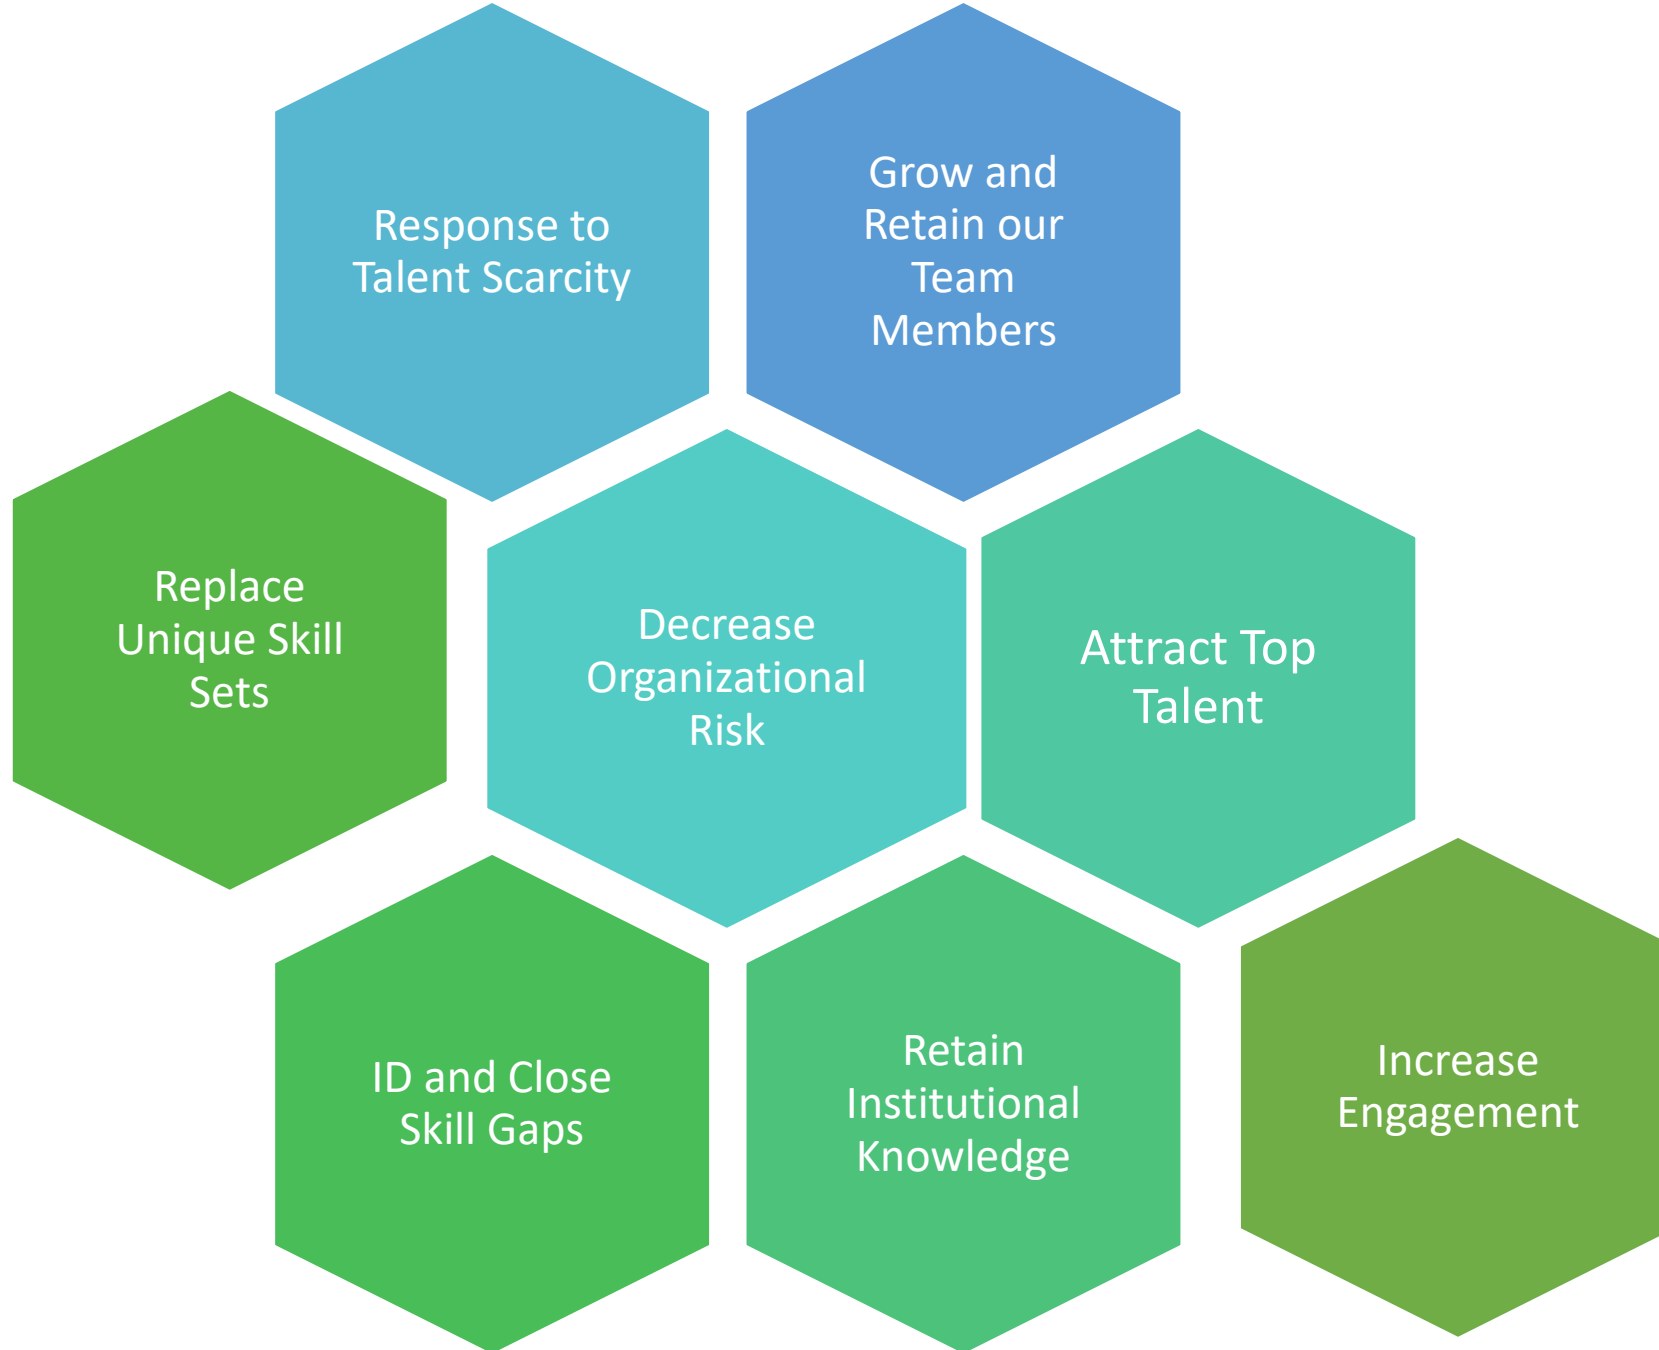 Response to
Talent Scarcity
Grow and
Retain our
Team
Members
Replace
Unique Skill
Sets
Decrease
Organizational
Risk
Attract Top
Talent
ID and Close
Skill Gaps
Retain
Institutional
Knowledge
Increase
Engagement